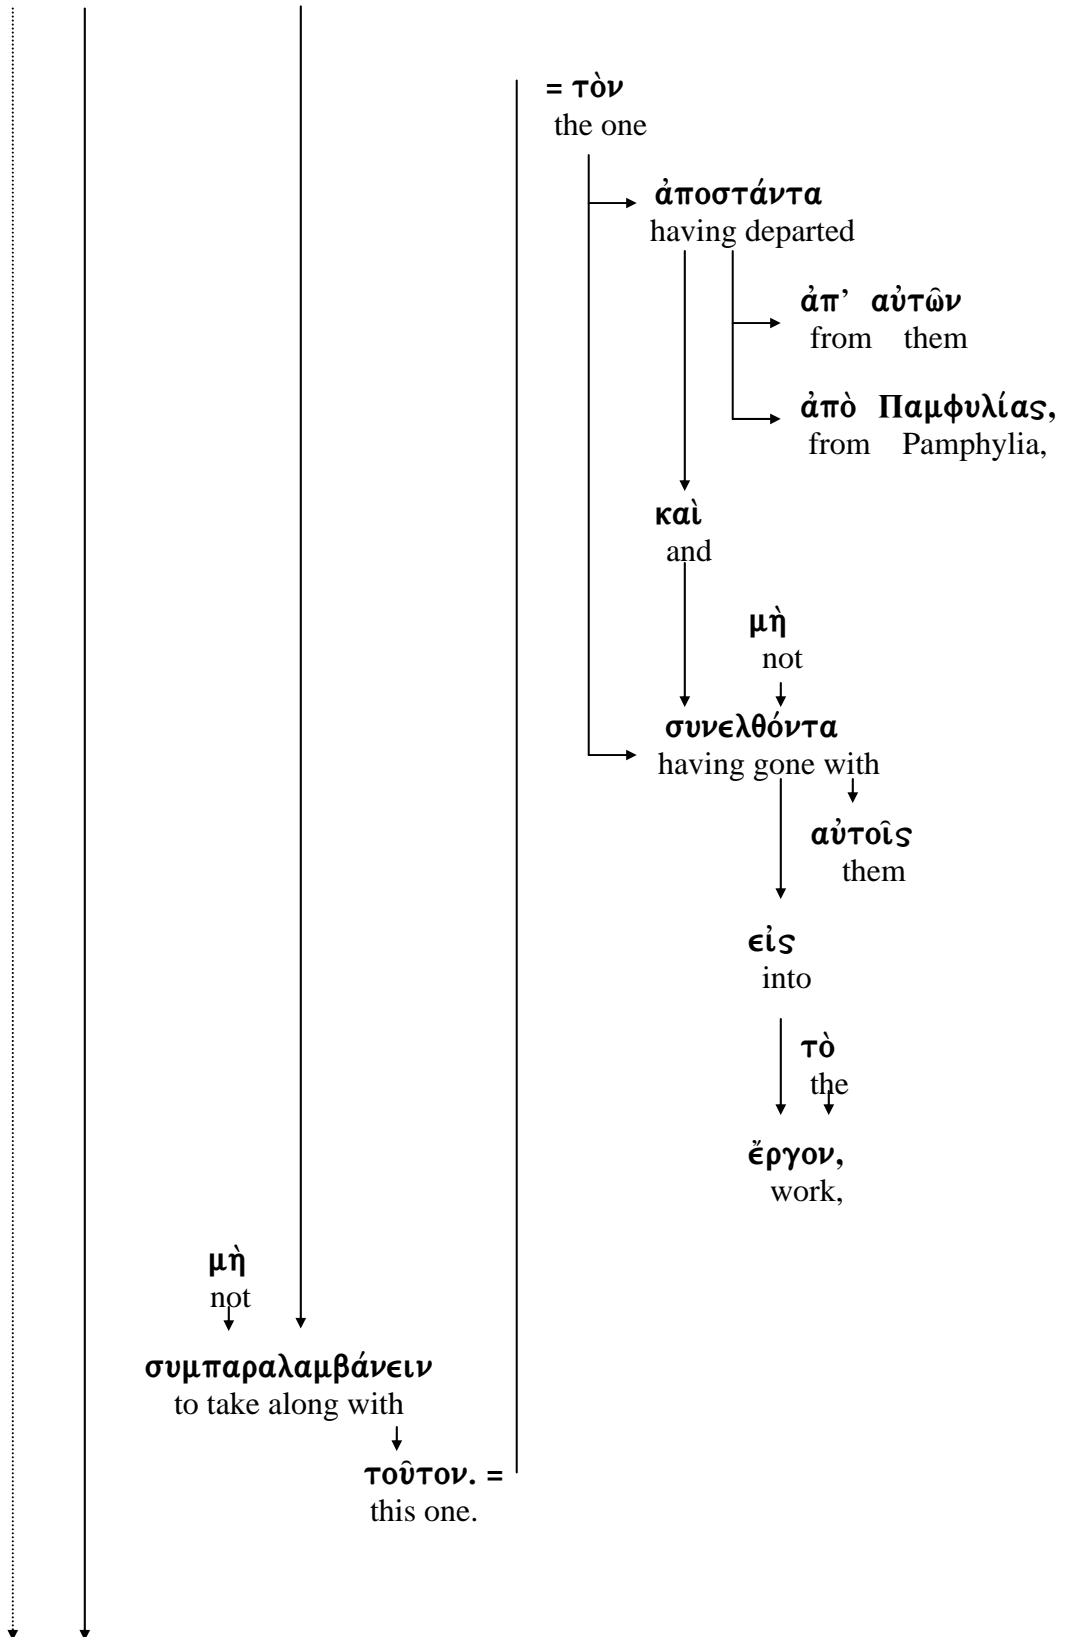 = τὸν
the one
ἀποστάντα
having departed
ἀπ’ αὐτῶν
from them
ἀπὸ Παμφυλίας,
from Pamphylia,
καὶ
and
μὴ
not
συνελθόντα
having gone with
αὐτοῖς
them
εἰς
into
τὸ
the
ἔργον,
work,
μὴ
not
συμπαραλαμβάνειν
to take along with
τοῦτον. =
this one.